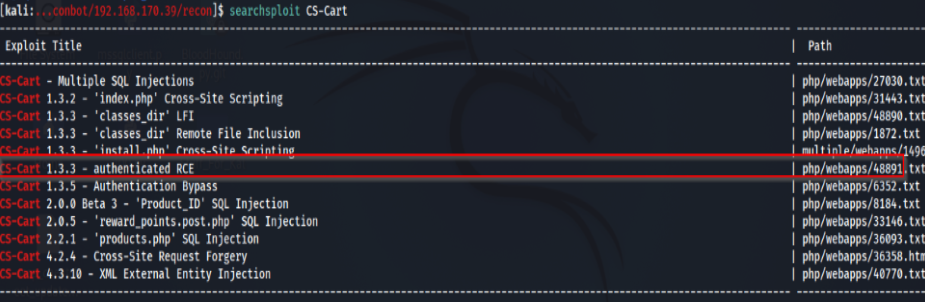 [kali:...conbot/192.168.170.39/recon]$ searchsploit CS-Cart
Exploit Title | Path
CS-Cart - Multiple SQL Injections | php/webapps/27030.txt
CS-Cart 1.3.2 - 'index.php' Cross-Site Scripting | php/webapps/31443.txt
CS-Cart 1.3.3 - 'classes_dir' LFI | php/webapps/48890.txt
CS-Cart 1.3.3 - 'classes_dir' Remote File Inclusion | php/webapps/1872.txt
CS-Cart 1.3.3 - 'install.php' Cross-Site Scripting | multiple/webapps/1496
CS-Cart 1.3.3 - authenticated RCE | php/webapps/48891.txt
CS-Cart 1.3.5 - Authentication Bypass | php/webapps/6352.txt
CS-Cart 2.0.0 Beta 3 - 'Product_ID' SQL Injection | php/webapps/8184.txt
CS-Cart 2.0.5 - 'reward_points.post.php' SQL Injection | php/webapps/33146.txt
CS-Cart 2.2.1 - 'products.php' SQL Injection | php/webapps/36093.txt
CS-Cart 4.2.4 - Cross-Site Request Forgery | php/webapps/36358.htm
CS-Cart 4.3.10 - XML External Entity Injection | php/webapps/40770.txt